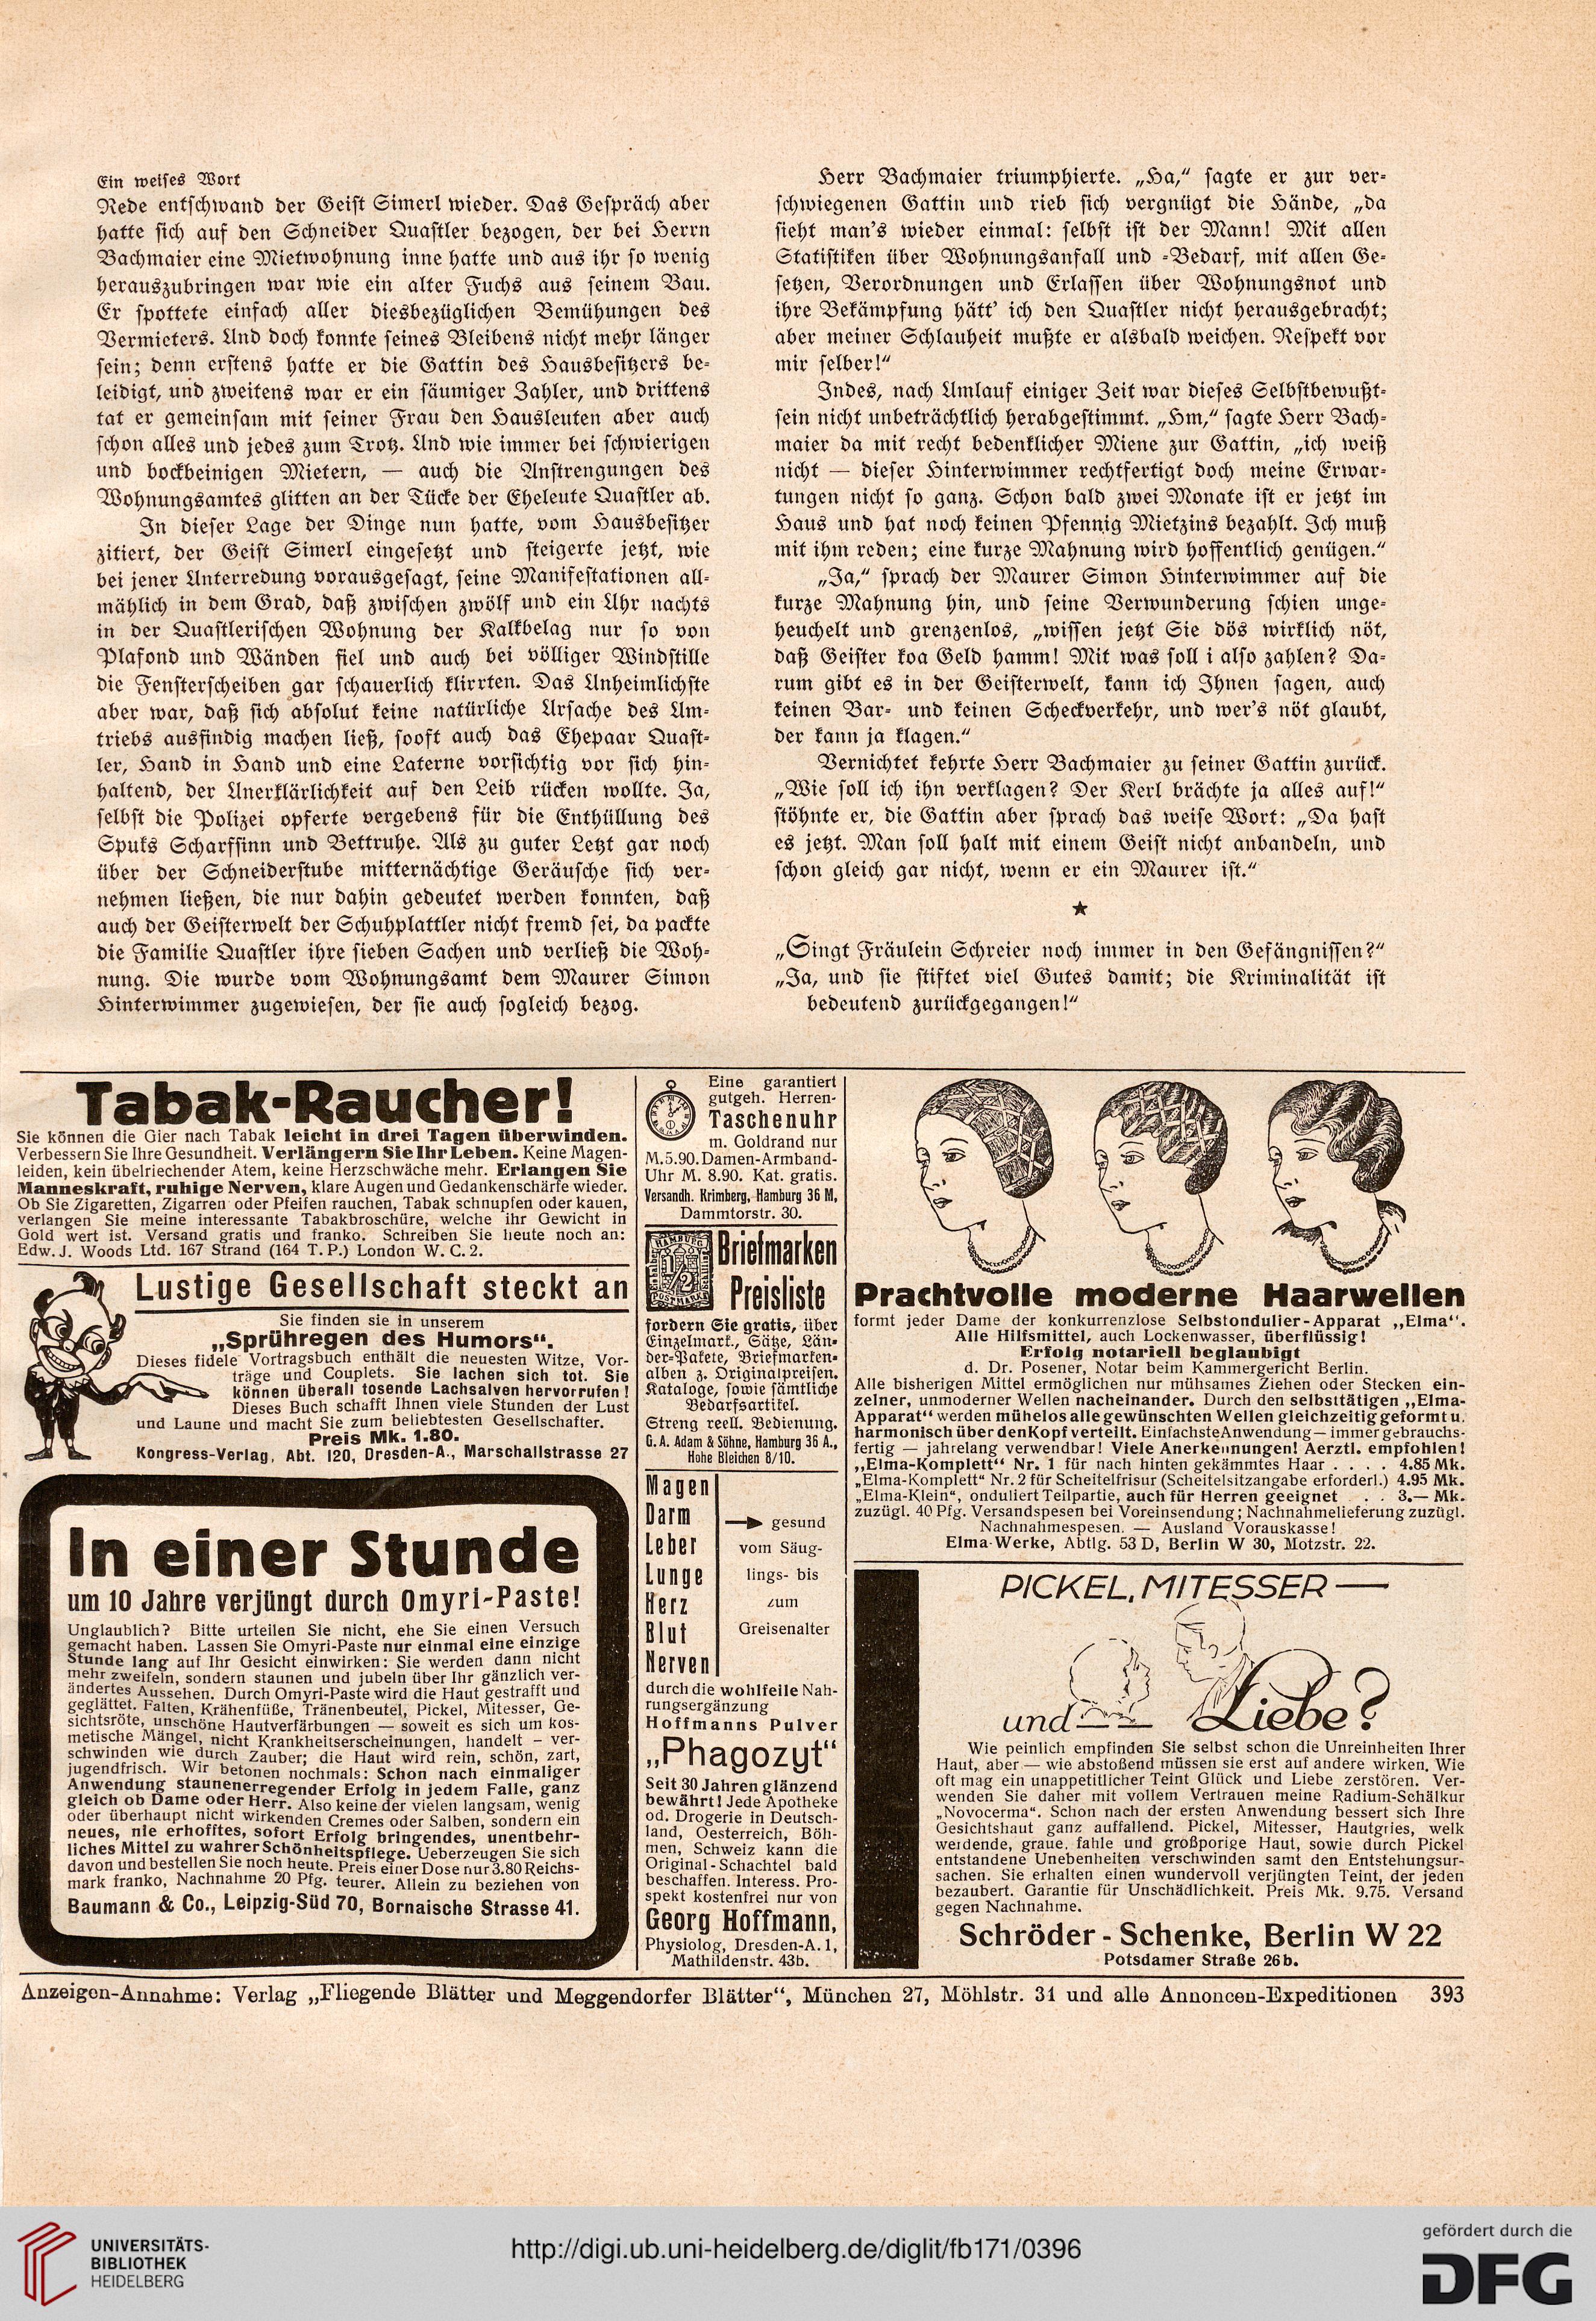 Ein weises Wort
Rede entschwand der Geist Simerl wieder. Das Gespräch aber
hatte sich auf den Schneider Quastler bezogen, der bei Herrn
Bachmaier eine Mietwohnung inne hatte und aus ihr so wenig
herauszubringen war wie ein alter Fuchs aus seinem Bau.
Er spottete einfach aller diesbezüglichen Bemühungen des
Vermieters. Und doch konnte seines Bleibens nicht mehr länger
sein; denn erstens hatte er die Gattin des Hausbesitzers be-
leidigt, und zweitens war er ein säumiger Zahler, und drittens
tat er gemeinsam mit seiner Frau den Hausleuten aber auch
schon alles und jedes zum Trotz. Und wie immer bei schwierigen
und bockbeinigen Mietern, — auch die Anstrengungen des
Wohnungsamtes glitten an der Tücke der Eheleute Quastler ab.
In dieser Lage der Dinge nun hatte, vom Hausbesitzer
zitiert, der Geist Simerl eingesetzt und steigerte jetzt, wie
bei jener Unterredung vorausgesagt, seine Manifestationen all-
mählich in dem Grad, daß zwischen zwölf und ein Uhr nachts
in der Quastlerischen Wohnung der Kalkbelag nur so von
Plafond und Wänden fiel und auch bei völliger Windstille
die Fensterscheiben gar schauerlich klirrten. Das Unheimlichste
aber war, daß sich absolut keine natürliche Ursache des Um-
triebs ausfindig machen ließ, sooft auch das Ehepaar Quast-
ler, Hand in Hand und eine Laterne vorsichtig vor sich hin-
haltend, der Unerklärlichkeit auf den Leib rücken wollte. Ja,
selbst die Polizei opferte vergebens für die Enthüllung des
Spuks Scharfsinn und Bettruhe. Als zu guter Letzt gar noch
über der Schneiderstube mitternächtige Geräusche sich ver-
nehmen ließen, die nur dahin gedeutet werden konnten, daß
auch der Geisterwelt der Schuhplattler nicht fremd sei, da packte
die Familie Quastler ihre sieben Sachen und verließ die Woh-
nung. Die wurde vom Wohnungsamt dem Maurer Simon
Hinterwimmer zugewiesen, der sie auch sogleich bezog.
Herr Bachmaier triumphierte. „Ha,“ sagte er zur ver-
schwiegenen Gattin und rieb sich vergnügt die Hände, „da
sieht man's wieder einmal: selbst ist der Mann! Mit allen
Statistiken über Wohnungsanfall und -Bedarf, mit allen Ge-
setzen, Verordnungen und Erlassen über Wohnungsnot und
ihre Bekämpfung hätt' ich den Quastler nicht herausgebracht;
aber meiner Schlauheit mußte er alsbald weichen. Respekt vor
mir selber!“
Indes, nach Umlauf einiger Zeit war dieses Selbstbewußt-
sein nicht unbeträchtlich herabgestimmt. „Hm,“ sagte Herr Bach-
maier da mit recht bedenklicher Miene zur Gattin, „ich weiß
nicht — dieser Hinterwimmer rechtfertigt doch meine Erwar-
tungen nicht so ganz. Schon bald zwei Monate ist er jetzt im
Haus und hat noch keinen Pfennig Mietzins bezahlt. Ich muß
mit ihm reden; eine kurze Mahnung wird hoffentlich genügen.“
„Ja,“ sprach der Maurer Simon Hinterwimmer auf die
kurze Mahnung hin, und seine Verwunderung schien unge-
heuchelt und grenzenlos, „wissen jetzt Sie dös wirklich nöt,
daß Geister koa Geld hamm! Mit was soll i also zahlen? Da-
rum gibt es in der Geisterwelt, kann ich Ihnen sagen, auch
keinen Bar- und keinen Scheckverkehr, und wer's nöt glaubt,
der kann ja klagen.“
Vernichtet kehrte Herr Bachmaier zu seiner Gattin zurück.
„Wie soll ich ihn verklagen? Der Kerl brächte ja alles auf!“
stöhnte er, die Gattin aber sprach das weise Wort: „Da hast
es jetzt. Man soll halt mit einem Geist nicht anbandeln, und
schon gleich gar nicht, wenn er ein Maurer ist.“
★
„Singt Fräulein Schreier noch immer in den Gefängnissen?“
„Ja, und sie stiftet viel Gutes damit; die Kriminalität ist
bedeutend zurückgegangen!“
Tabak-Raucher!
Sie können die Gier nach Tabak leicht in drei Tagen überwinden.
Verbessern Sie Ihre Gesundheit. Verlängern Sie Ihr Leben. Keine Magen-
leiden, kein übelriechender Atem, keine Herzschwäche mehr. Erlangen Sie
Manneskraft, ruhige Nerven, klare Augen und Gedankenschärfe wieder.
Ob Sie Zigaretten, Zigarren oder Pfeifen rauchen, Tabak schnupfen oder kauen,
verlangen Sie meine interessante Tabakbroschüre, welche ihr Gewicht in
Gold wert ist. Versand gratis und franko. Schreiben Sie heute noch an:
Edw. J. Woods Ltd. 167 Strand (164 T. P.) London W. C. 2.
Lustige Gesellschaft steckt an
Sie finden sie in unserem
„Sprühregen des Humors“.
Dieses fidele Vortragsbuch enthält die neuesten Witze, Vor-
träge und Couplets. Sie lachen sich tot. Sie
können überall tosende Lachsalven hervorrufen!
Dieses Buch schafft Ihnen viele Stunden der Lust
und Laune und macht Sie zum beliebtesten Gesellschafter.
Preis Mk. 1.80.
Kongress-Verlag, Abt. 120, Dresden-A., Marschallstrasse 27
In einer Stunde
um 10 Jahre verjüngt durch Omyri-Paste!
Unglaublich? Bitte urteilen Sie nicht, ehe Sie einen Versuch
gemacht haben. Lassen Sie Omyri-Paste nur einmal eine einzige
Stunde lang auf Ihr Gesicht einwirken: Sie werden dann nicht
mehr zweifeln, sondern staunen und jubeln über Ihr gänzlich ver-
ändertes Aussehen. Durch Omyri-Paste wird die Haut gestrafft und
geglättet. Falten, Krähenfüße, Tränenbeutel, Pickel, Mitesser, Ge-
sichtsröte, unschöne Hautverfärbungen — soweit es sich um kos-
metische Mängel, nicht Krankheitserscheinungen, handelt – ver-
schwinden wie durch Zauber; die Haut wird rein, schön, zart,
jugendfrisch. Wir betonen nochmals: Schon nach einmaliger
Anwendung staunenerregender Erfolg in jedem Falle, ganz
gleich ob Dame oder Herr. Also keine der vielen langsam, wenig
oder überhaupt nicht wirkenden Cremes oder Salben, sondern ein
neues, nie erhofftes, sofort Erfolg bringendes, unentbehr-
liches Mittel zu wahrer Schönheitspflege. Ueberzeugen Sie sich
davon und bestellen Sie noch heute. Preis einer Dose nur 3.80 Reichs-
mark franko, Nachnahme 20 Pfg. teurer. Allein zu beziehen von
Baumann & Co., Leipzig-Süd 70, Bornaische Strasse 41.
Eine garantiert
gutgeh. Herren-
Taschenuhr
m. Goldrand nur
M.5.90. Damen-Armband-
Uhr M. 8.90. Kat. gratis.
Versandh. Krimberg, Hamburg 36 M,
Dammtorstr. 30.
HAMBURG
1/2
POSTMARKE
Briefmarken
Preisliste
fordern Sie gratis, über
Einzelmark., Sätze, Län-
der-Pakete, Briefmarken-
alben z. Originalpreisen.
Kataloge, sowie sämtliche
Bedarfsartikel.
Streng reell. Bedienung.
G. A. Adam & Söhne, Hamburg 36 A.,
Hohe Bleichen 8/10.
Magen
Darm
Leber
Lunge
Herz
Blut
Nerven
gesund
vom Säug-
lings- bis
zum
Greisenalter
durch die wohlfeile Nah-
rungsergänzung
Hoffmanns Pulver
„Phagozyt“
Seit 30 Jahren glänzend
bewährt! Jede Apotheke
od. Drogerie in Deutsch-
land, Oesterreich, Böh-
men, Schweiz kann die
Original-Schachtel bald
beschaffen. Interess. Pro-
spekt kostenfrei nur von
Georg Hoffmann,
Physiolog, Dresden-A. 1,
Mathildenstr. 43b.
Prachtvolle moderne Haarwellen
formt jeder Dame der konkurrenzlose Selbstondulier-Apparat „Elma“.
Alle Hilfsmittel, auch Lockenwasser, überflüssig!
Erfolg notariell beglaubigt
d. Dr. Posener, Notar beim Kammergericht Berlin.
Alle bisherigen Mittel ermöglichen nur mühsames Ziehen oder Stecken ein-
zelner, unmoderner Wellen nacheinander. Durch den selbsttätigen „Elma-
Apparat“ werden mühelos alle gewünschten Wellen gleichzeitig geformt u.
harmonisch über den Kopf verteilt. Einfachste Anwendung — immer gebrauchs-
fertig — jahrelang verwendbar! Viele Anerkennungen! Aerztl. empfohlen!
„Elma-Komplett“ Nr. 1 für nach hinten gekämmtes Haar . . . . 4.85 Mk.
„Elma-Komplett“ Nr. 2 für Scheitelfrisur (Scheitelsitzangabe erforderl.) 4.95 Mk.
„Elma-Klein“, onduliert Teilpartie, auch für Herren geeignet . . 3.— Mk.
zuzügl. 40 Pfg. Versandspesen bei Voreinsendung; Nachnahmelieferung zuzügl.
Nachnahmespesen. — Ausland Vorauskasse!
Elma-Werke, Abtlg. 53 D, Berlin W 30, Motzstr. 22.
PICKEL, MITESSER —
und — Liebe?
Wie peinlich empfinden Sie selbst schon die Unreinheiten Ihrer
Haut, aber — wie abstoßend müssen sie erst auf andere wirken. Wie
oft mag ein unappetitlicher Teint Glück und Liebe zerstören. Ver-
wenden Sie daher mit vollem Vertrauen meine Radium-Schälkur
„Novocerma“. Schon nach der ersten Anwendung bessert sich Ihre
Gesichtshaut ganz auffallend. Pickel, Mitesser, Hautgries, welk
werdende, graue, fahle und großporige Haut, sowie durch Pickel
entstandene Unebenheiten verschwinden samt den Entstehungsur-
sachen. Sie erhalten einen wundervoll verjüngten Teint, der jeden
bezaubert. Garantie für Unschädlichkeit. Preis Mk. 9.75. Versand
gegen Nachnahme.
Schröder - Schenke, Berlin W 22
Potsdamer Straße 26 b.
Anzeigen-Annahme: Verlag „Fliegende Blätter und Meggendorfer Blätter“, München 27, Möhlstr. 31 und alle Annoncen-Expeditionen 393
UNIVERSITÄTS-
BIBLIOTHEK
HEIDELBERG
http://digi.ub.uni-heidelberg.de/diglit/fb171/0396
gefördert durch die
DFG